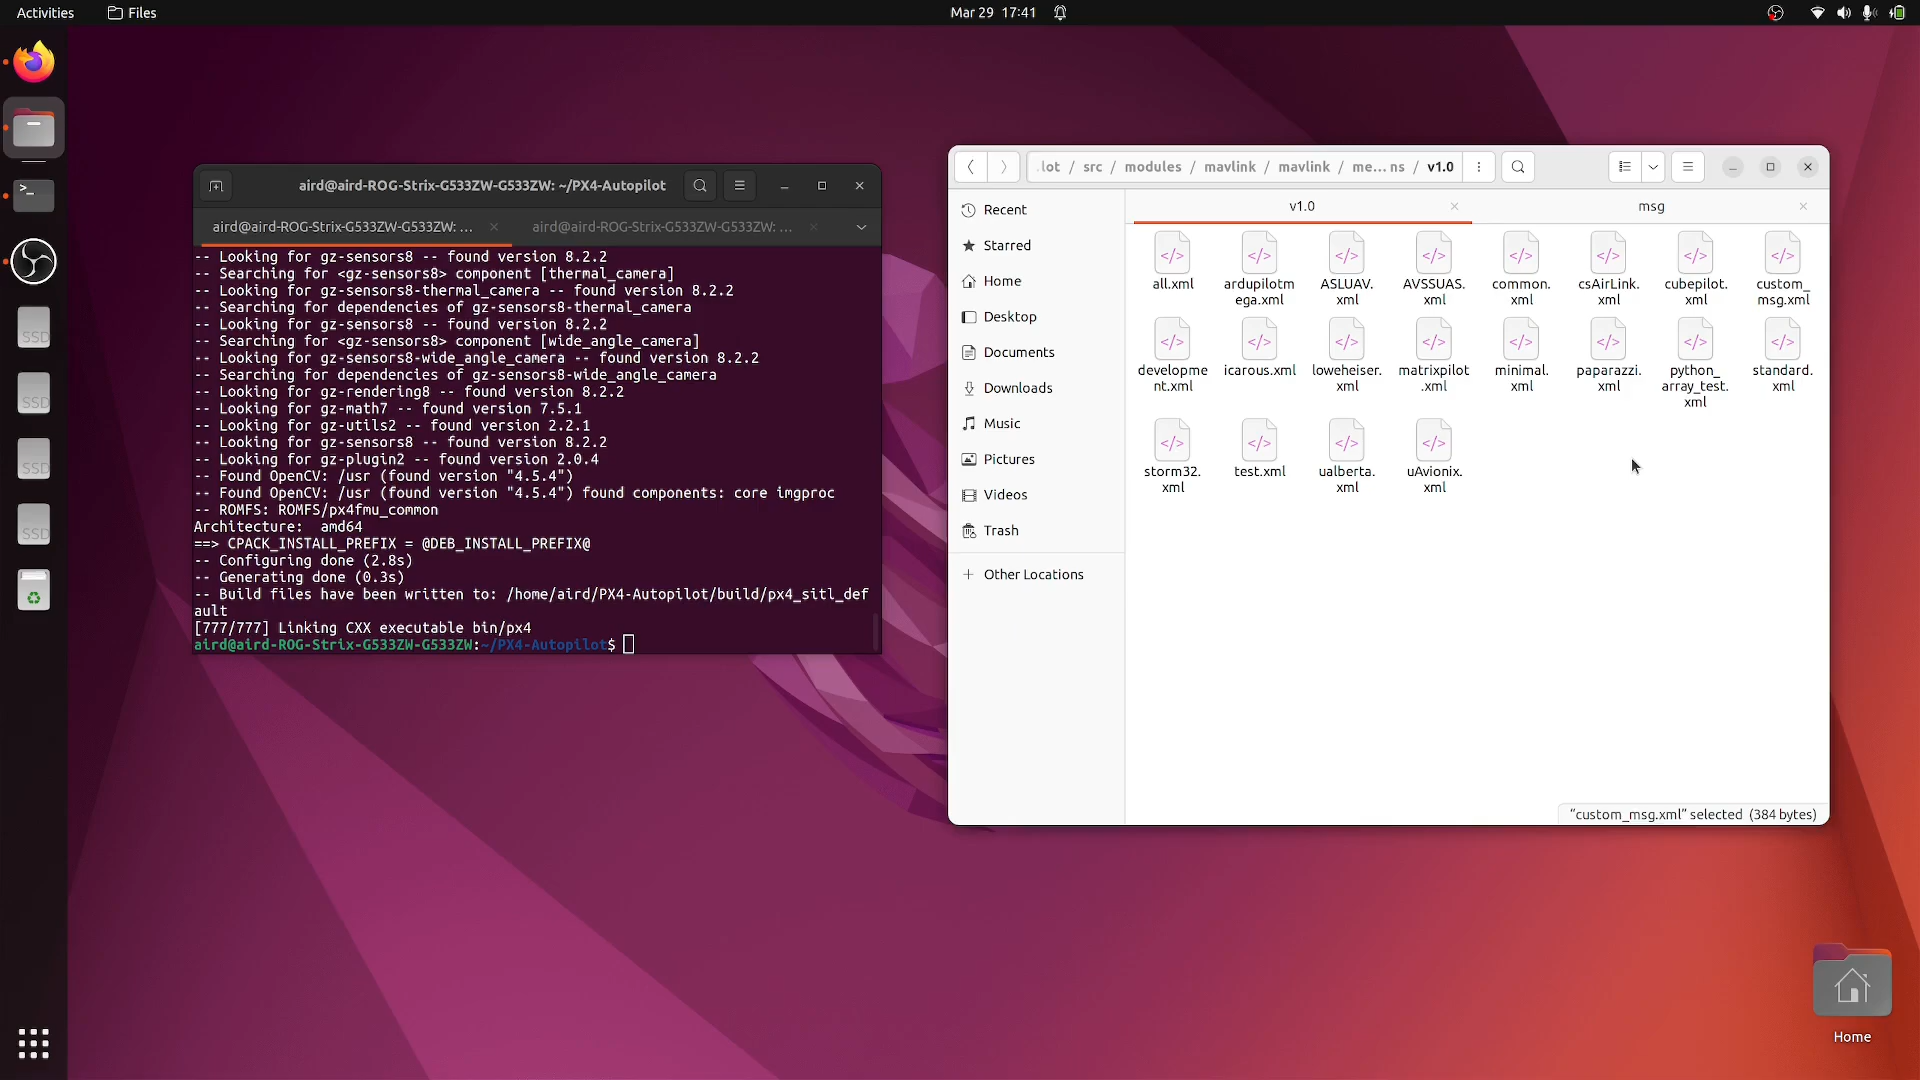 Activities
Files
Mar 29 17:41
aird@aird-ROG-Strix-G533ZW-G533ZW: ~/PX4-Autopilot
aird@aird-ROG-Strix-G533ZW-G533ZW: ...
aird@aird-ROG-Strix-G533ZW-G533ZW: ...
-- Looking for gz-sensors8 -- found version 8.2.2
-- Searching for <gz-sensors8> component [thermal_camera]
-- Looking for gz-sensors8-thermal_camera -- found version 8.2.2
-- Searching for dependencies of gz-sensors8-thermal_camera
-- Looking for gz-sensors8 -- found version 8.2.2
-- Searching for <gz-sensors8> component [wide_angle_camera]
-- Looking for gz-sensors8-wide_angle_camera -- found version 8.2.2
-- Searching for dependencies of gz-sensors8-wide_angle_camera
-- Looking for gz-rendering8 -- found version 8.2.2
-- Looking for gz-math7 -- found version 7.5.1
-- Looking for gz-utils2 -- found version 2.2.1
-- Looking for gz-sensors8 -- found version 8.2.2
-- Looking for gz-plugin2 -- found version 2.0.4
-- Found OpenCV: /usr (found version "4.5.4")
-- Found OpenCV: /usr (found version "4.5.4") found components: core imgproc
-- ROMFS: ROMFS/px4fmu_common
Architecture:  amd64
==> CPACK_INSTALL_PREFIX = @DEB_INSTALL_PREFIX@
-- Configuring done (2.8s)
-- Generating done (0.3s)
-- Build files have been written to: /home/aird/PX4-Autopilot/build/px4_sitl_def
ault
[777/777] Linking CXX executable bin/px4
aird@aird-ROG-Strix-G533ZW-G533ZW:~/PX4-Autopilot$
lot / src / modules / mavlink / mavlink / me...ns / v1.0
v1.0
msg
Recent
Starred
Home
Desktop
Documents
Downloads
Music
Pictures
Videos
Trash
+ Other Locations
all.xml
ardupilotm
ega.xml
ASLUAV.
xml
AVSSUAS.
xml
common.
xml
csAirLink.
xml
cubepilot.
xml
custom_
msg.xml
developme
nt.xml
icarous.xml
loweheiser.
xml
matrixpilot
.xml
minimal.
xml
paparazzi.
xml
python_
array_test.
xml
standard.
xml
storm32.
xml
test.xml
ualberta.
xml
uAvionix.
xml
"custom_msg.xml" selected (384 bytes)
SSD
SSD
SSD
SSD
Home